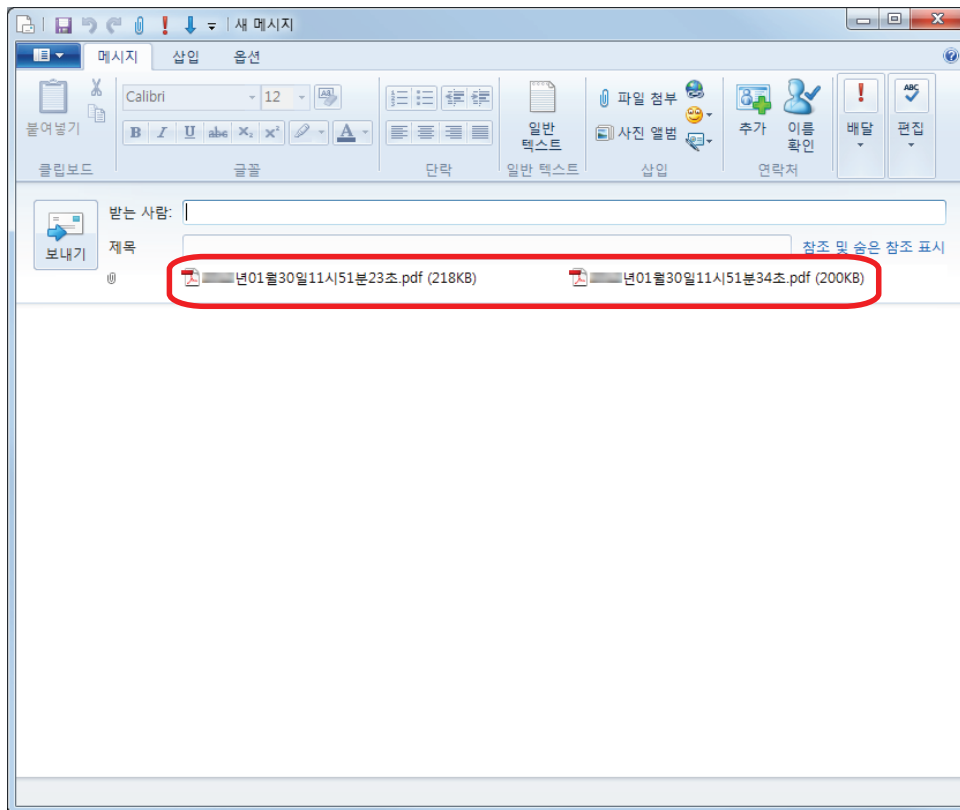 새 메시지
메시지 삽입 옵션
붙여넣기
Calibri 12
B I U abc X₂ X² A
클립보드
글꼴
단락
일반 텍스트
일반 텍스트
파일 첨부
사진 앨범
삽입
추가
이름 확인
연락처
배달
편집
ABC
보내기
받는 사람:
제목
참조 및 숨은 참조 표시
년01월30일11시51분23초.pdf (218KB)
년01월30일11시51분34초.pdf (200KB)